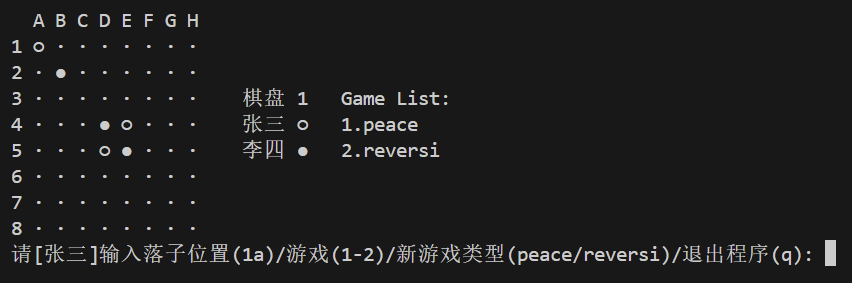 A B C D E F G H
1 ○ · · · · · · ·
2 · ● · · · · · ·
3 · · · · · · · · 棋盘 1 Game List:
4 · · · ● ○ · · · 张三 ○ 1.peace
5 · · · ○ ● · · · 李四 ● 2.reversi
6 · · · · · · · ·
7 · · · · · · · ·
8 · · · · · · · ·
请[张三]输入落子位置(1a)/游戏(1-2)/新游戏类型(peace/reversi)/退出程序(q):